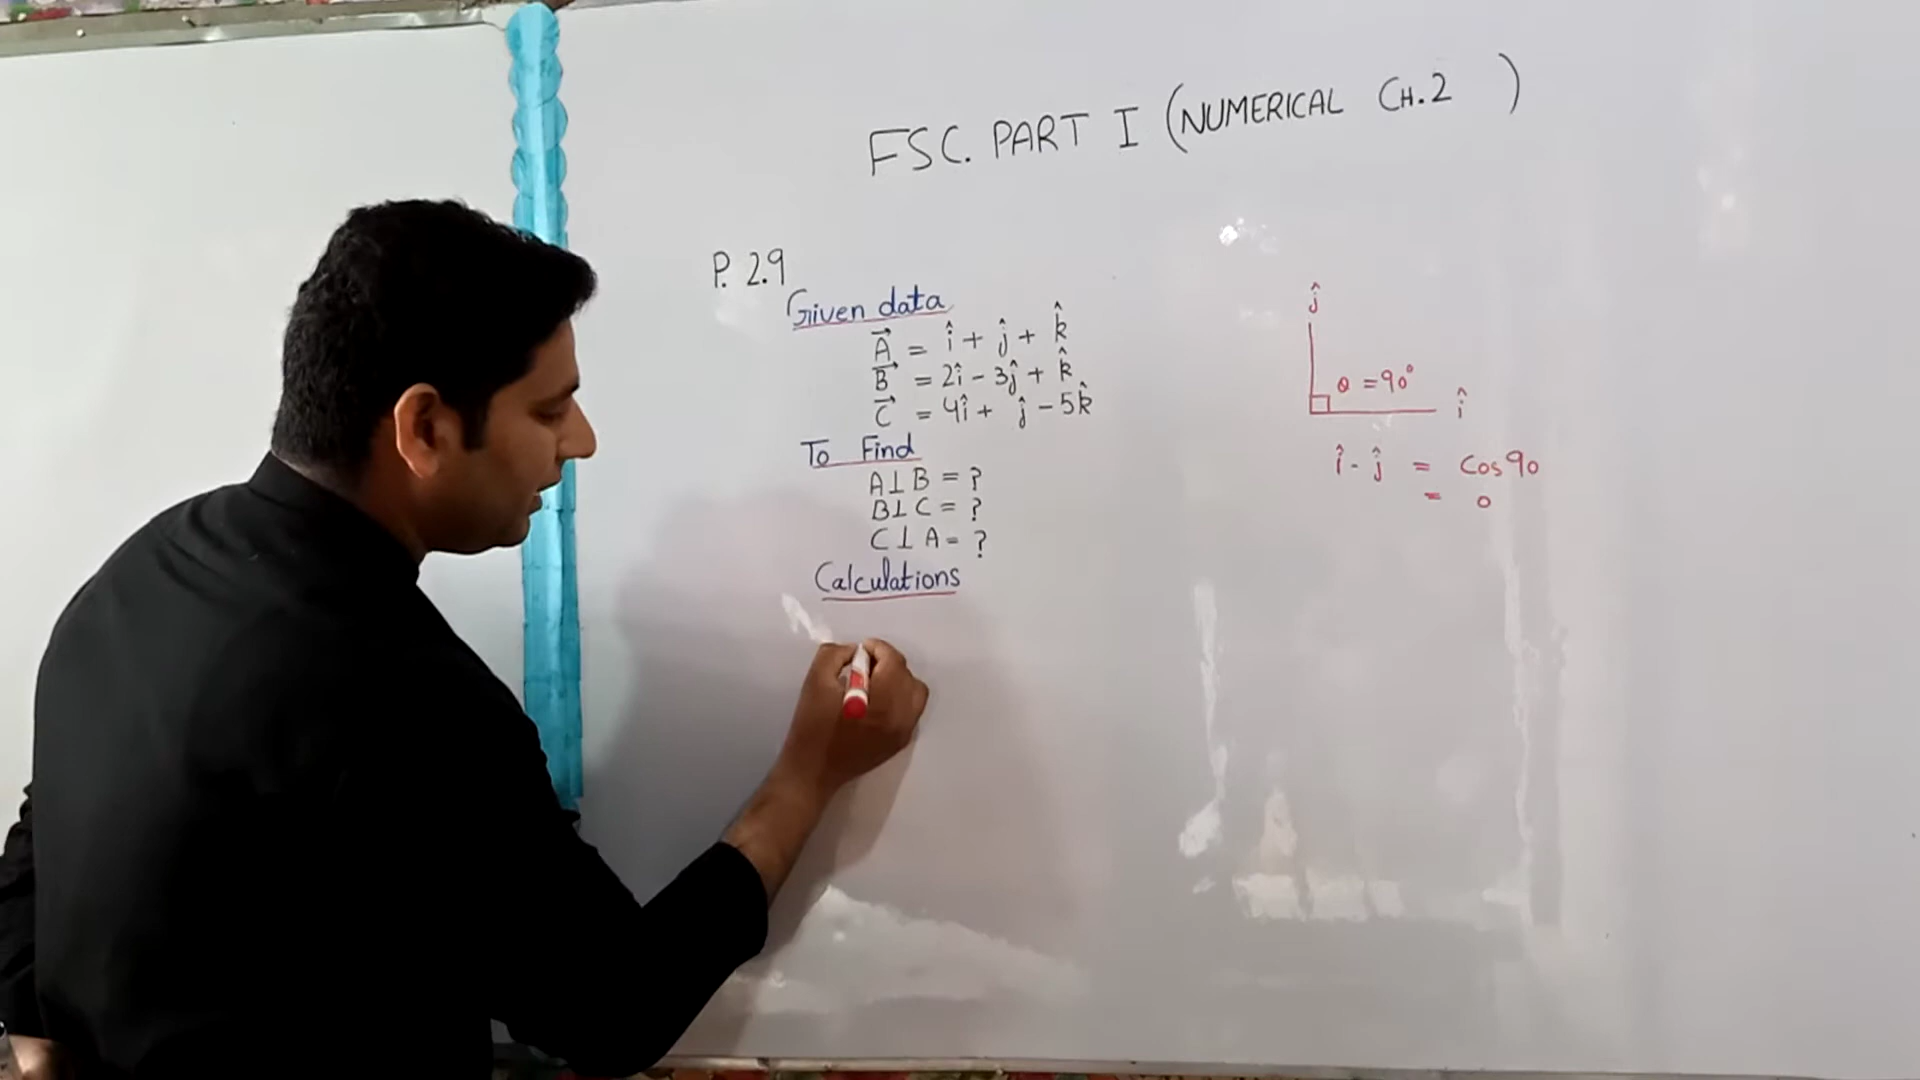 FSC. PART I (NUMERICAL CH.2 )
P. 2.9
Given data
A⃗ = î + ĵ + k̂
B⃗ = 2î - 3ĵ + k̂
C⃗ = 4î + ĵ - 5k̂
To Find
A⊥B = ?
B⊥C = ?
C⊥A = ?
Calculations
ĵ
θ = 90°
î
î - ĵ = Cos 90
= 0